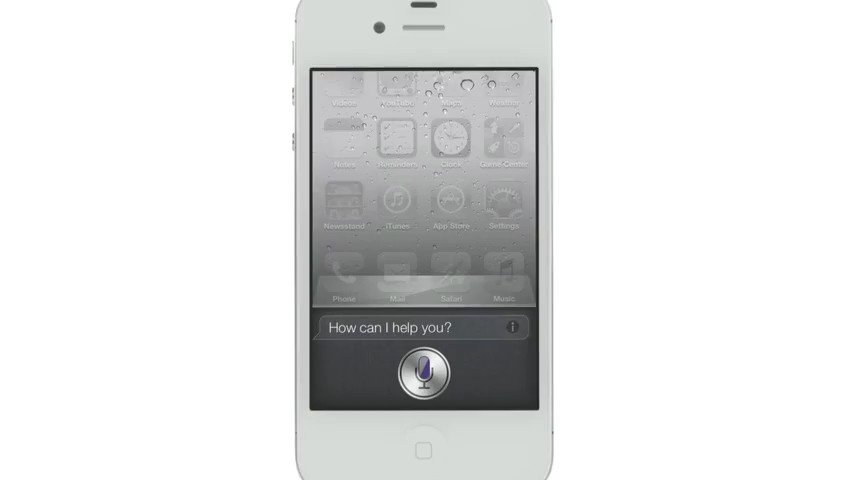 Videos YouTube Maps Weather
Notes Reminders Clock Game Center
Newsstand iTunes App Store Settings
Phone Mail Safari Music
How can I help you?